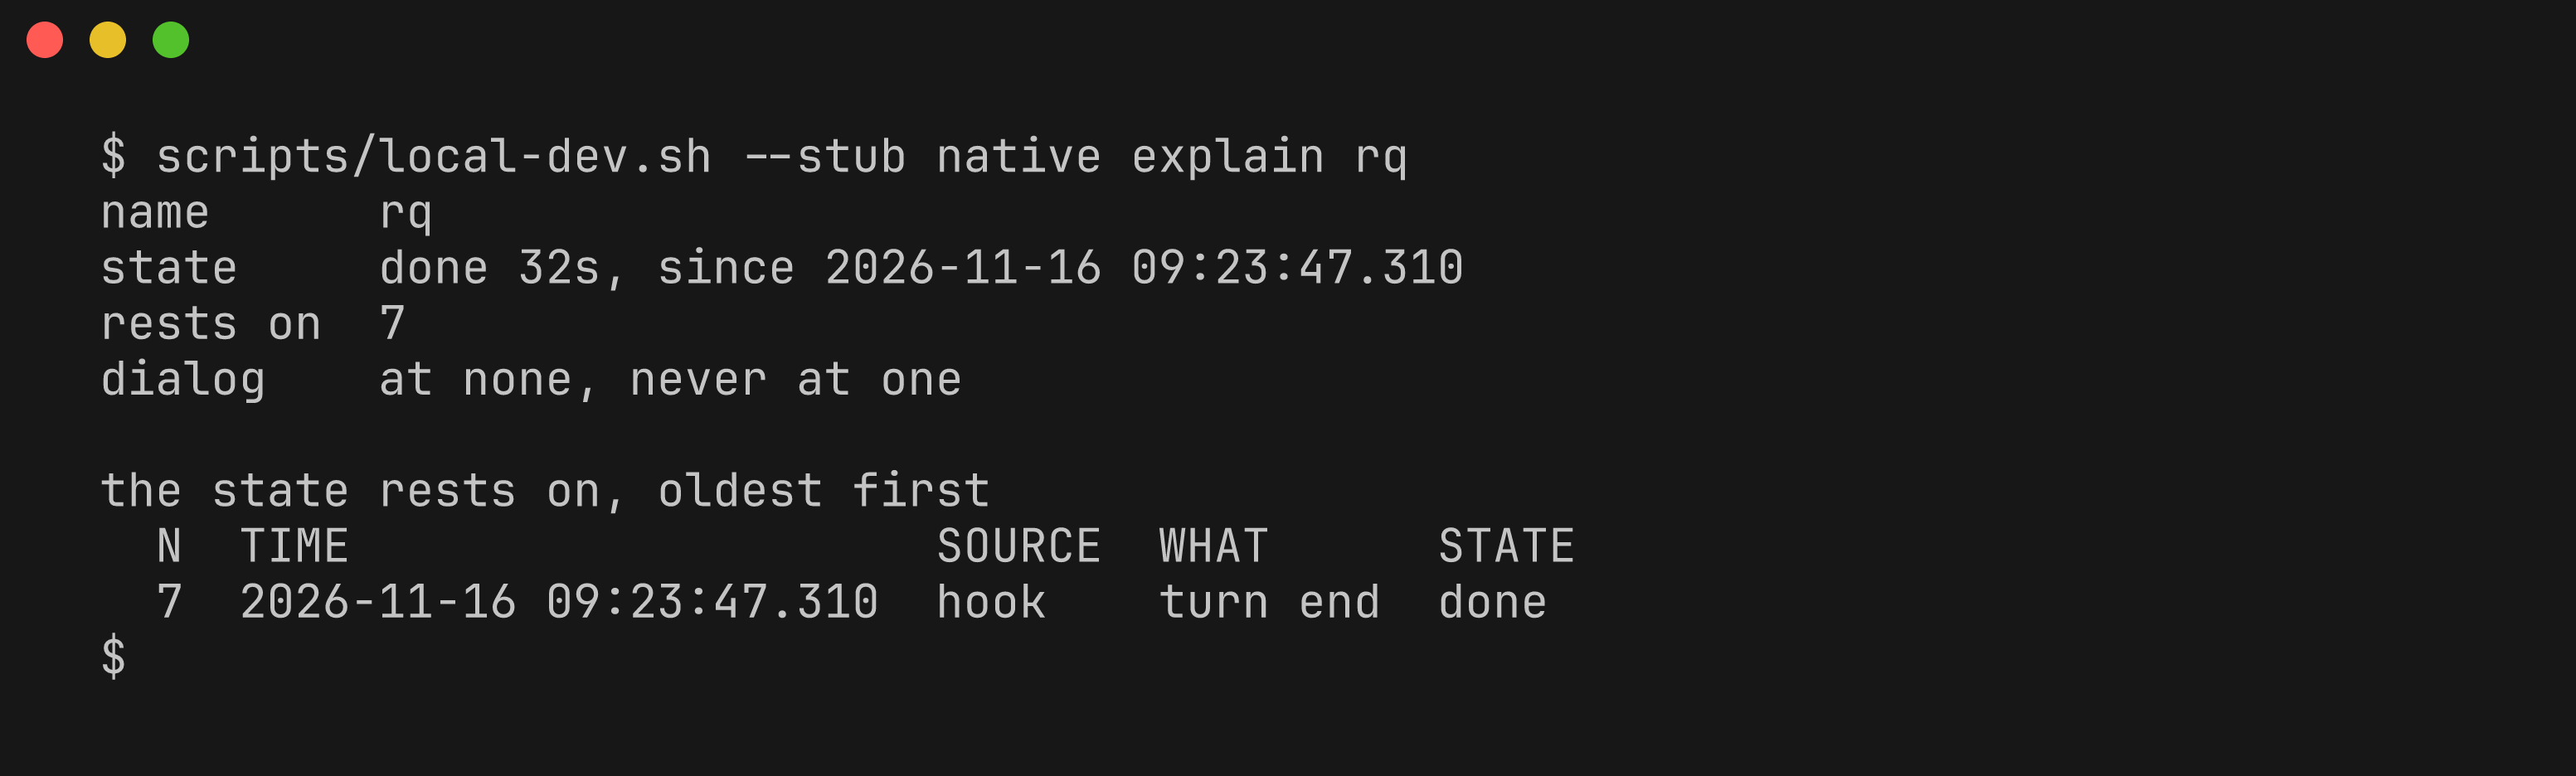 $ scripts/local-dev.sh --stub native explain rq
name      rq
state     done 32s, since 2026-11-16 09:23:47.310
rests on  7
dialog    at none, never at one

the state rests on, oldest first
  N  TIME                     SOURCE  WHAT      STATE
  7  2026-11-16 09:23:47.310  hook    turn end  done
$